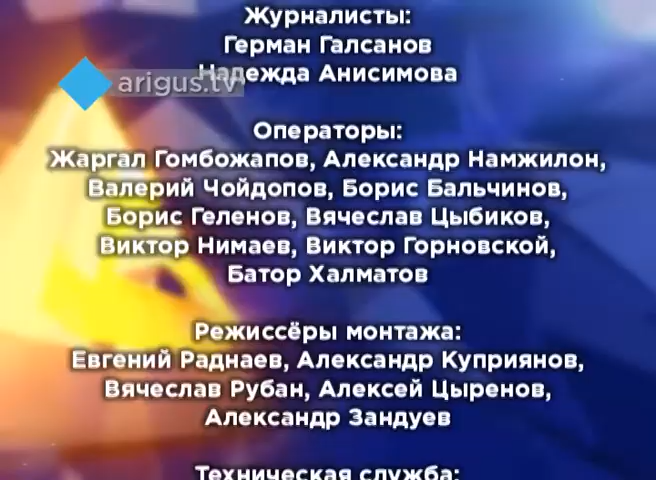 Журналисты:
Герман Галсанов
Надежда Анисимова
arigus.tv
Операторы:
Жаргал Гомбожапов, Александр Намжилон,
Валерий Чойдопов, Борис Бальчинов,
Борис Геленов, Вячеслав Цыбиков,
Виктор Нимаев, Виктор Горновской,
Батор Халматов
Режиссёры монтажа:
Евгений Раднаев, Александр Куприянов,
Вячеслав Рубан, Алексей Цыренов,
Александр Зандуев
Техническая служба: